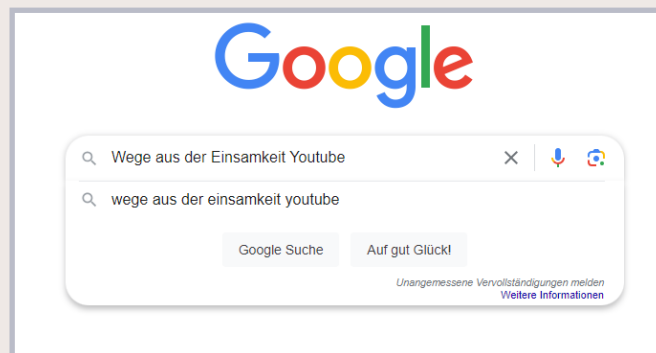 Google
Wege aus der Einsamkeit Youtube
wege aus der einsamkeit youtube
Google Suche Auf gut Glück!
Unangemessene Vervollständigungen melden
Weitere Informationen